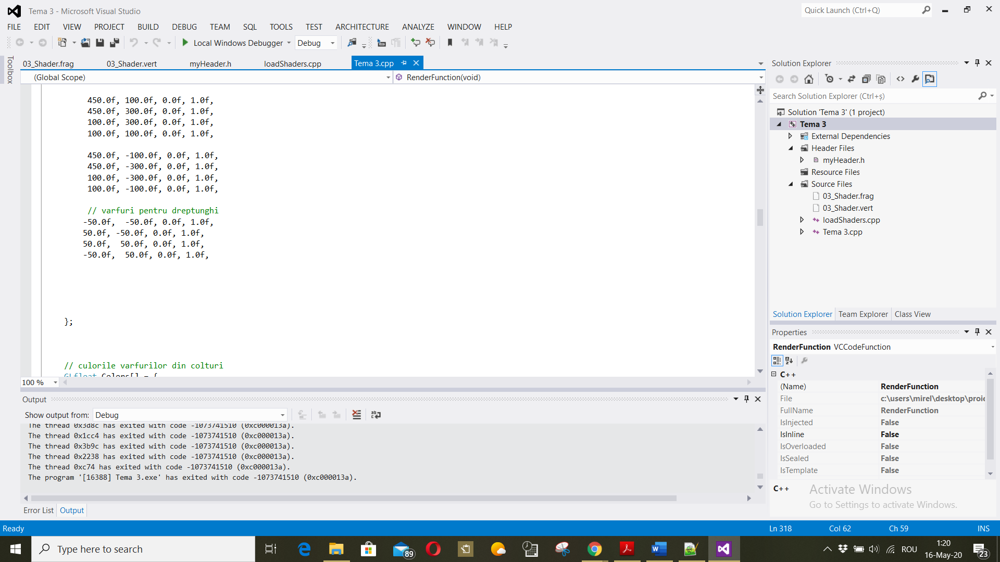 Tema 3 - Microsoft Visual Studio
Quick Launch (Ctrl+Q)
FILE EDIT VIEW PROJECT BUILD DEBUG TEAM SQL TOOLS TEST ARCHITECTURE ANALYZE WINDOW HELP
Local Windows Debugger Debug
Toolbox
03_Shader.frag 03_Shader.vert myHeader.h loadShaders.cpp Tema 3.cpp
(Global Scope) RenderFunction(void)
450.0f, 100.0f, 0.0f, 1.0f,
450.0f, 300.0f, 0.0f, 1.0f,
100.0f, 300.0f, 0.0f, 1.0f,
100.0f, 100.0f, 0.0f, 1.0f,
450.0f, -100.0f, 0.0f, 1.0f,
450.0f, -300.0f, 0.0f, 1.0f,
100.0f, -300.0f, 0.0f, 1.0f,
100.0f, -100.0f, 0.0f, 1.0f,
// varfuri pentru dreptunghi
-50.0f,  -50.0f, 0.0f, 1.0f,
50.0f, -50.0f, 0.0f, 1.0f,
50.0f,  50.0f, 0.0f, 1.0f,
-50.0f,  50.0f, 0.0f, 1.0f,
};
// culorile varfurilor din colturi
GLfloat Colors[] = {
100 %
Output
Show output from: Debug
The thread 0x3d8c has exited with code -1073741510 (0xc000013a).
The thread 0x1cc4 has exited with code -1073741510 (0xc000013a).
The thread 0x3b9c has exited with code -1073741510 (0xc000013a).
The thread 0x2238 has exited with code -1073741510 (0xc000013a).
The thread 0xc74 has exited with code -1073741510 (0xc000013a).
The program '[16388] Tema 3.exe' has exited with code -1073741510 (0xc000013a).
Error List Output
Solution Explorer
Search Solution Explorer (Ctrl+ș)
Solution 'Tema 3' (1 project)
Tema 3
External Dependencies
Header Files
myHeader.h
Resource Files
Source Files
03_Shader.frag
03_Shader.vert
loadShaders.cpp
Tema 3.cpp
Solution Explorer Team Explorer Class View
Properties
RenderFunction VCCodeFunction
C++
(Name) RenderFunction
File c:\users\mirel\desktop\proie
FullName RenderFunction
IsInjected False
IsInline False
IsOverloaded False
IsSealed False
IsTemplate False
C++
Activate Windows
Go to Settings to activate Windows.
Ready Ln 318 Col 62 Ch 59 INS
Type here to search
89
ROU
1:20
16-May-20
23